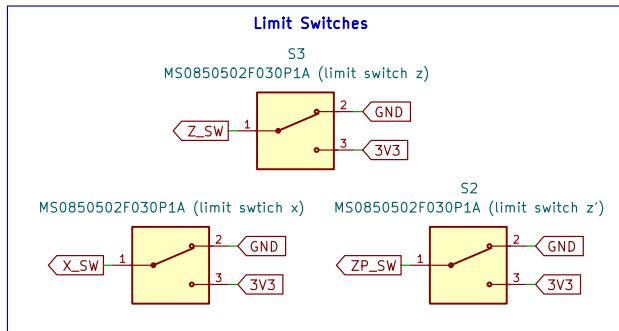 Limit Switches
S3
MS0850502F030P1A (limit switch z)
2 GND
Z_SW 1
3 3V3
S2
MS0850502F030P1A (limit swtich x)
MS0850502F030P1A (limit switch z')
2 GND
2 GND
X_SW 1
ZP_SW 1
3 3V3
3 3V3